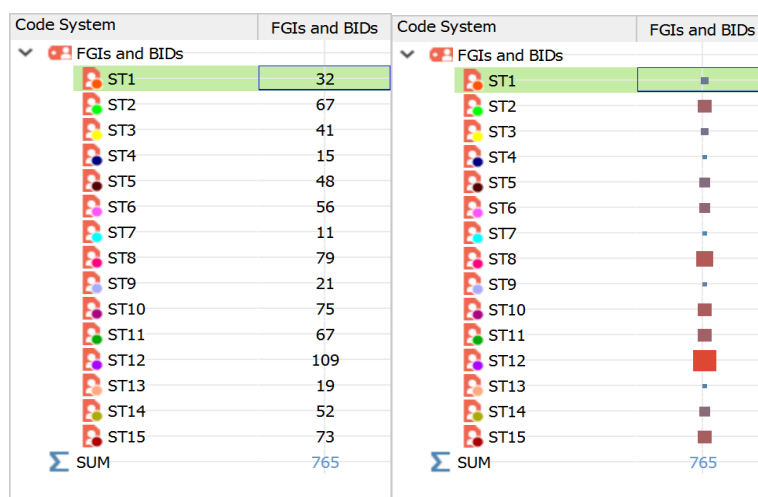 Code System FGIs and BIDs
FGIs and BIDs
ST1 32
ST2 67
ST3 41
ST4 15
ST5 48
ST6 56
ST7 11
ST8 79
ST9 21
ST10 75
ST11 67
ST12 109
ST13 19
ST14 52
ST15 73
SUM 765
Code System FGIs and BIDs
FGIs and BIDs
ST1
ST2
ST3
ST4
ST5
ST6
ST7
ST8
ST9
ST10
ST11
ST12
ST13
ST14
ST15
SUM 765